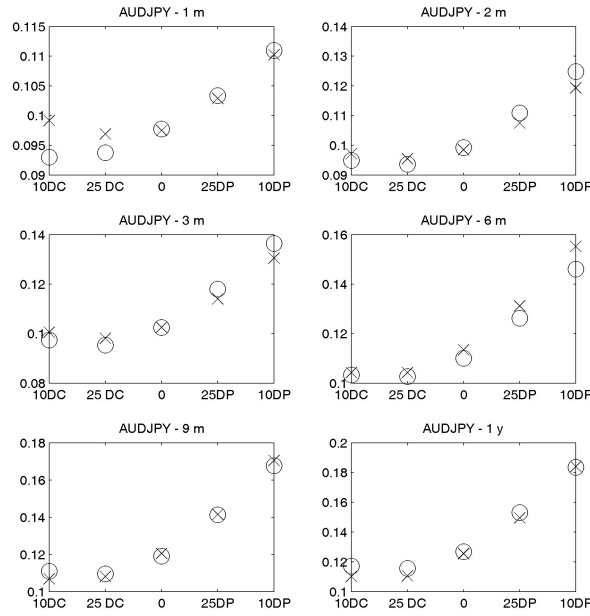 AUDJPY - 1 m
0.115
0.11
0.105
0.1
0.095
0.09
10DC 25 DC 0 25DP 10DP
AUDJPY - 2 m
0.14
0.13
0.12
0.11
0.1
0.09
10DC 25 DC 0 25DP 10DP
AUDJPY - 3 m
0.14
0.12
0.1
0.08
10DC 25 DC 0 25DP 10DP
AUDJPY - 6 m
0.16
0.14
0.12
0.1
10DC 25 DC 0 25DP 10DP
AUDJPY - 9 m
0.18
0.16
0.14
0.12
0.1
10DC 25 DC 0 25DP 10DP
AUDJPY - 1 y
0.2
0.18
0.16
0.14
0.12
0.1
10DC 25 DC 0 25DP 10DP